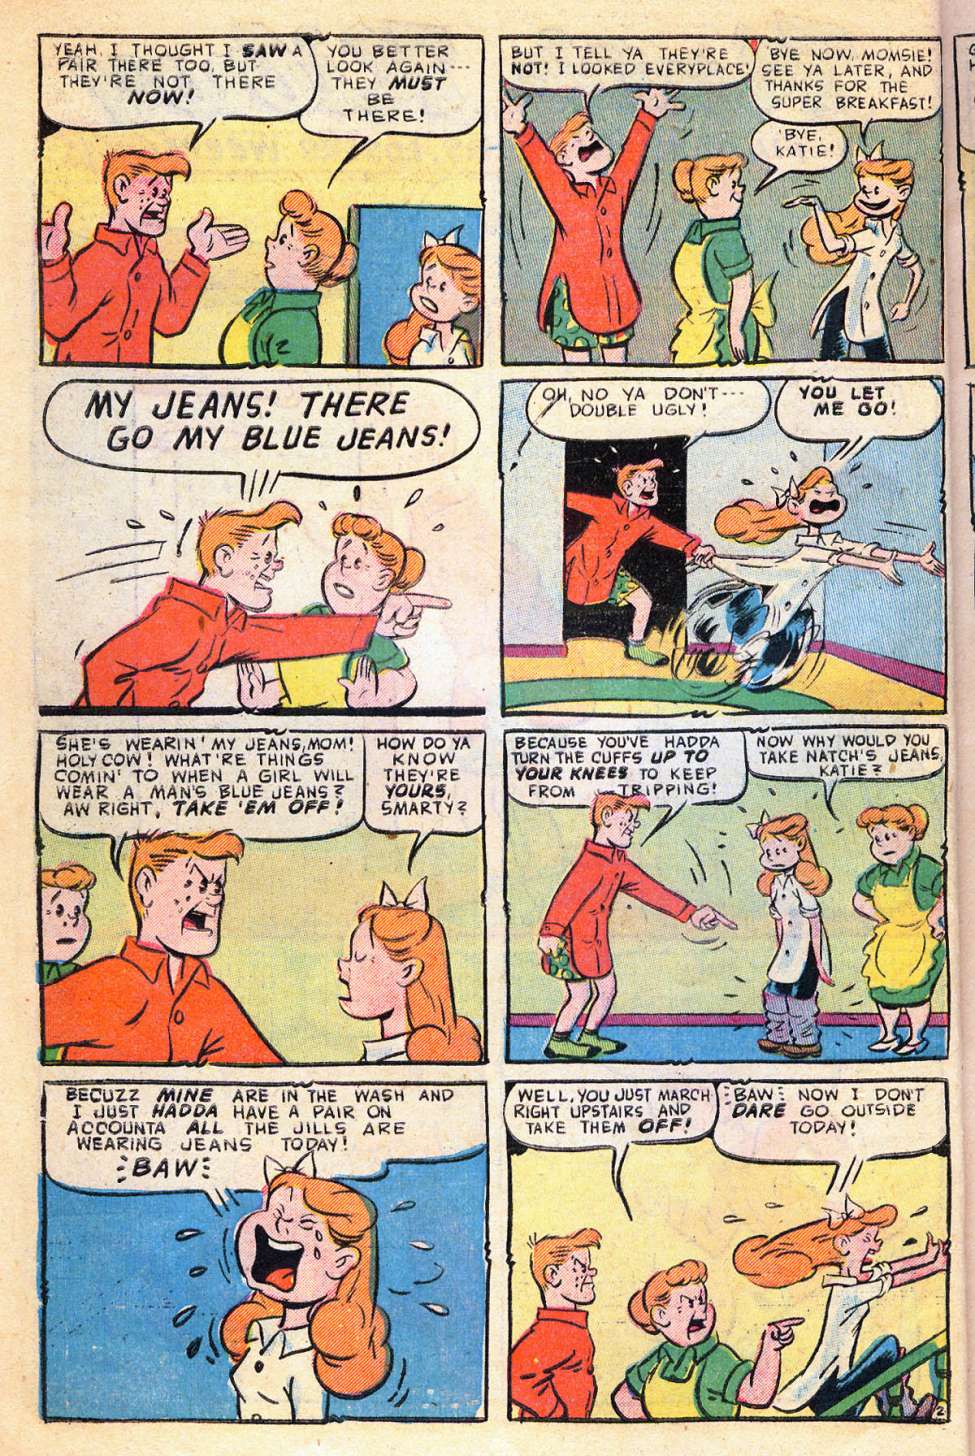 YEAH, I THOUGHT I SAW A
PAIR THERE TOO, BUT
THEY'RE NOT THERE
NOW!
YOU BETTER
LOOK AGAIN---
THEY MUST
BE
THERE!
BUT I TELL YA THEY'RE
NOT! I LOOKED EVERYPLACE!
'BYE NOW, MOMSIE!
SEE YA LATER, AND
THANKS FOR THE
SUPER BREAKFAST!
'BYE,
KATIE!
MY JEANS! THERE
GO MY BLUE JEANS!
OH, NO YA DON'T---
DOUBLE UGLY!
YOU LET
ME GO!
SHE'S WEARIN' MY JEANS, MOM!
HOLY COW! WHAT'RE THINGS
COMIN' TO WHEN A GIRL WILL
WEAR A MAN'S BLUE JEANS?
AW RIGHT, TAKE 'EM OFF!
HOW DO YA
KNOW
THEY'RE
YOURS,
SMARTY?
BECAUSE YOU'VE HADDA
TURN THE CUFFS UP TO
YOUR KNEES TO KEEP
FROM TRIPPING!
NOW WHY WOULD YOU
TAKE NATCH'S JEANS,
KATIE?
BECUZZ MINE ARE IN THE WASH AND
I JUST HADDA HAVE A PAIR ON
ACCOUNTA ALL THE JILLS ARE
WEARING JEANS TODAY!
BAW
WELL, YOU JUST MARCH
RIGHT UPSTAIRS AND
TAKE THEM OFF!
BAW NOW I DON'T
DARE GO OUTSIDE
TODAY!
2